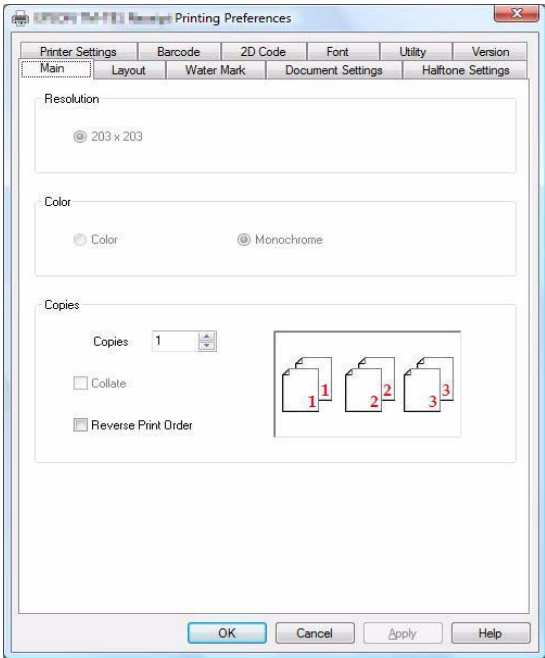 Receipt Printing Preferences
Printer Settings Barcode 2D Code Font Utility Version
Main Layout Water Mark Document Settings Halftone Settings
Resolution
203 x 203
Color
Color Monochrome
Copies
Copies 1
Collate
Reverse Print Order
1 1 2 2 3 3
OK Cancel Apply Help